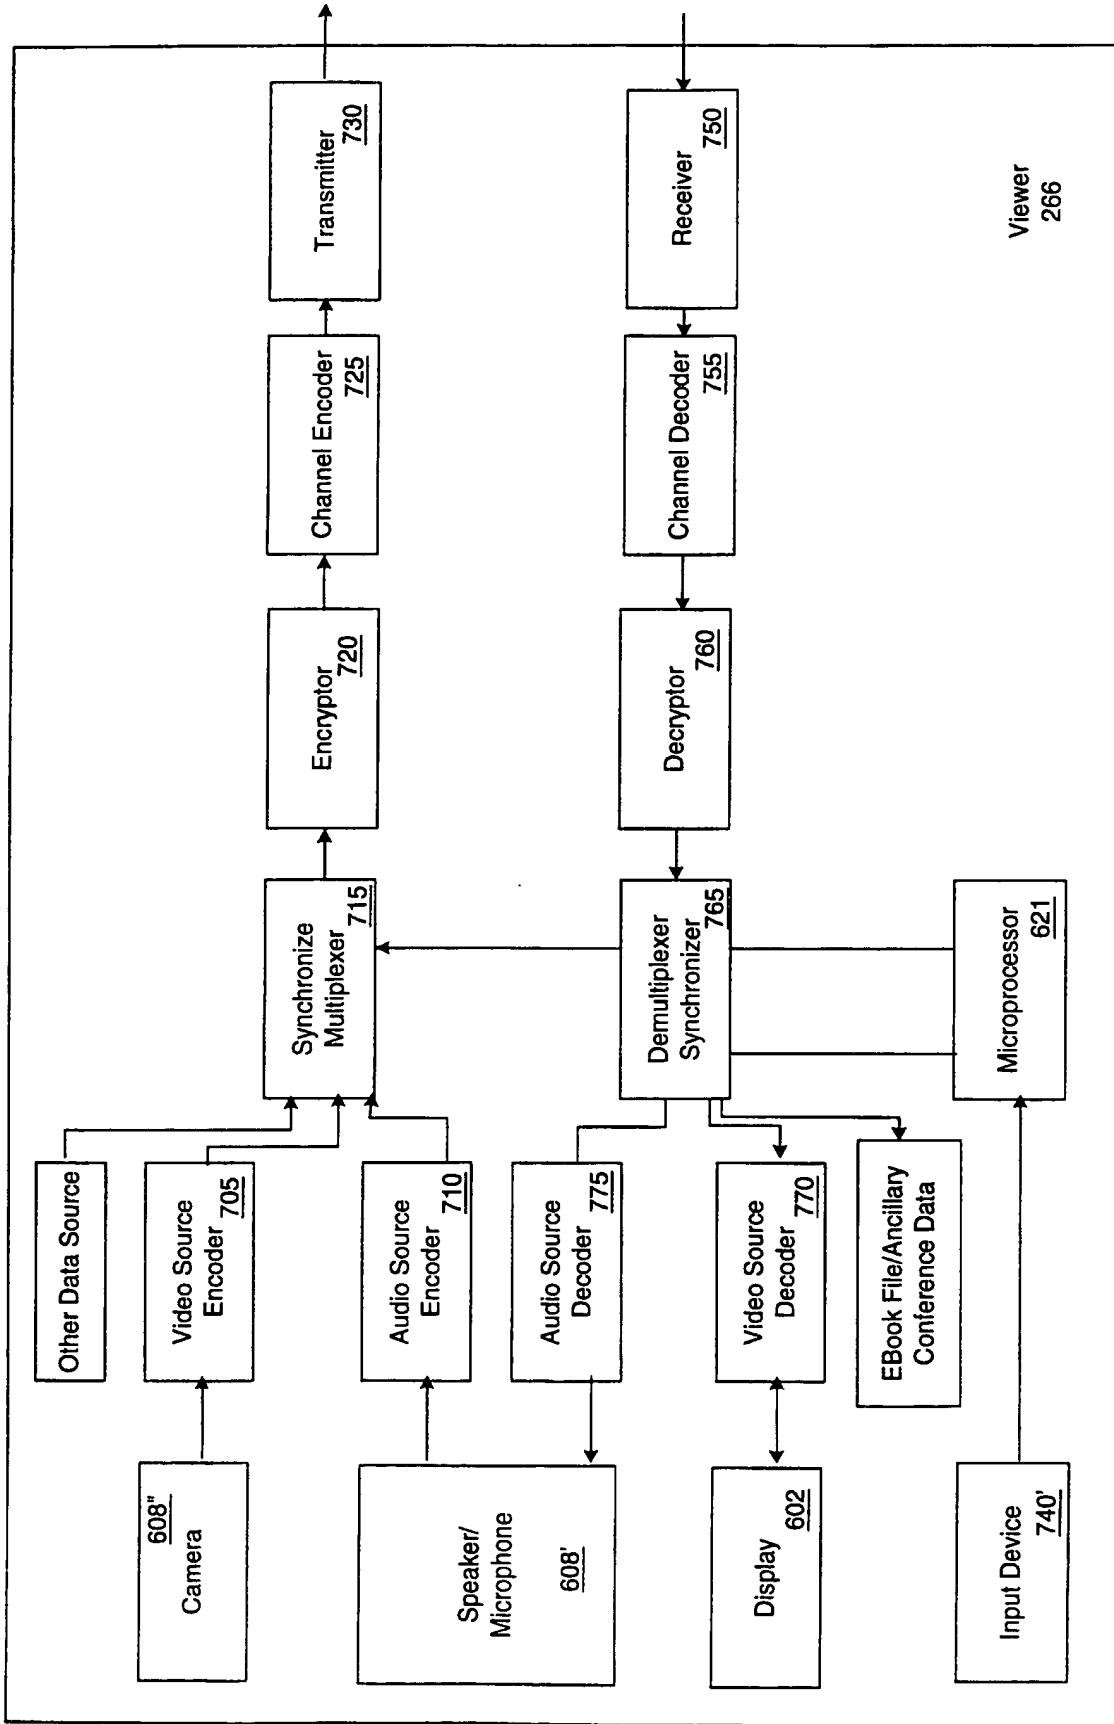 Camera
608"
Speaker/
Microphone
608'
Display
602
Input Device
740'
Other Data Source
Video Source
Encoder
705
Audio Source
Encoder
710
Audio Source
Decoder
775
Video Source
Decoder
770
EBook File/Ancillary
Conference Data
Synchronize
Multiplexer
715
Demultiplexer
Synchronizer
765
Microprocessor
621
Encryptor
720
Decryptor
760
Channel Encoder
725
Channel Decoder
755
Transmitter
730
Receiver
750
Viewer
266